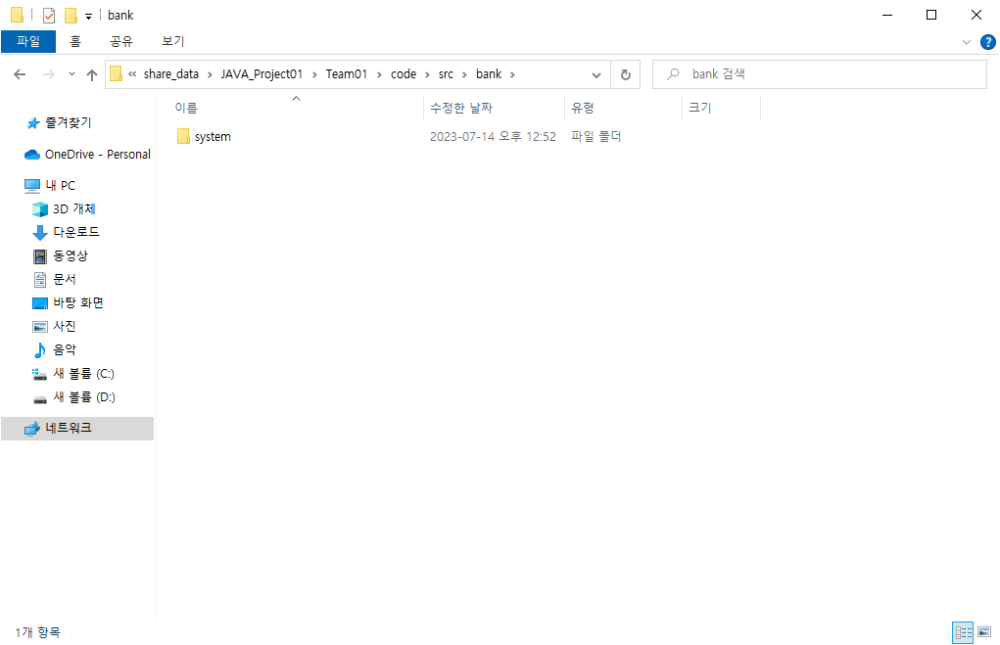 bank
파일 홈 공유 보기
« share_data › JAVA_Project01 › Team01 › code › src › bank ›
bank 검색
이름 수정한 날짜 유형 크기
system 2023-07-14 오후 12:52 파일 폴더
즐겨찾기
OneDrive - Personal
내 PC
3D 개체
다운로드
동영상
문서
바탕 화면
사진
음악
새 볼륨 (C:)
새 볼륨 (D:)
네트워크
1개 항목